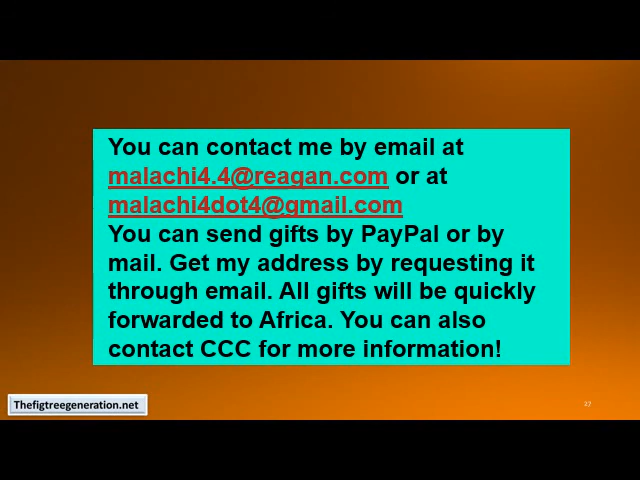 You can contact me by email at
malachi4.4@reagan.com or at
malachi4dot4@gmail.com
You can send gifts by PayPal or by
mail. Get my address by requesting it
through email. All gifts will be quickly
forwarded to Africa. You can also
contact CCC for more information!
Thefigtreegeneration.net
27